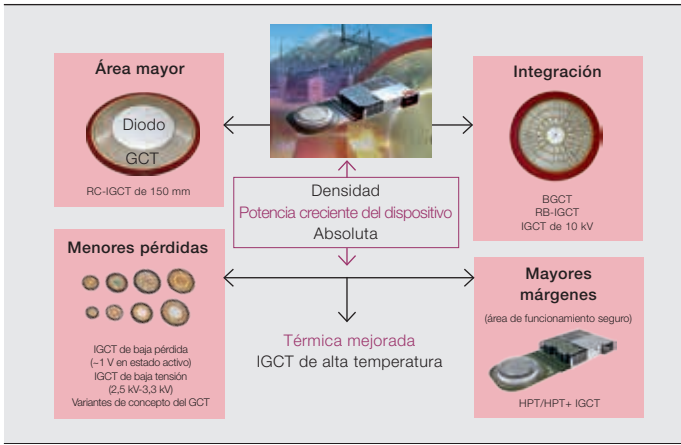 Área mayor
Diodo
GCT
RC-IGCT de 150 mm
Integración
BGCT
RB-IGCT
IGCT de 10 kV
Densidad
Potencia creciente del dispositivo
Absoluta
Menores pérdidas
IGCT de baja pérdida
(~1 V en estado activo)
IGCT de baja tensión
(2,5 kV-3,3 kV)
Variantes de concepto del GCT
Térmica mejorada
IGCT de alta temperatura
Mayores
márgenes
(área de funcionamiento seguro)
HPT/HPT+ IGCT